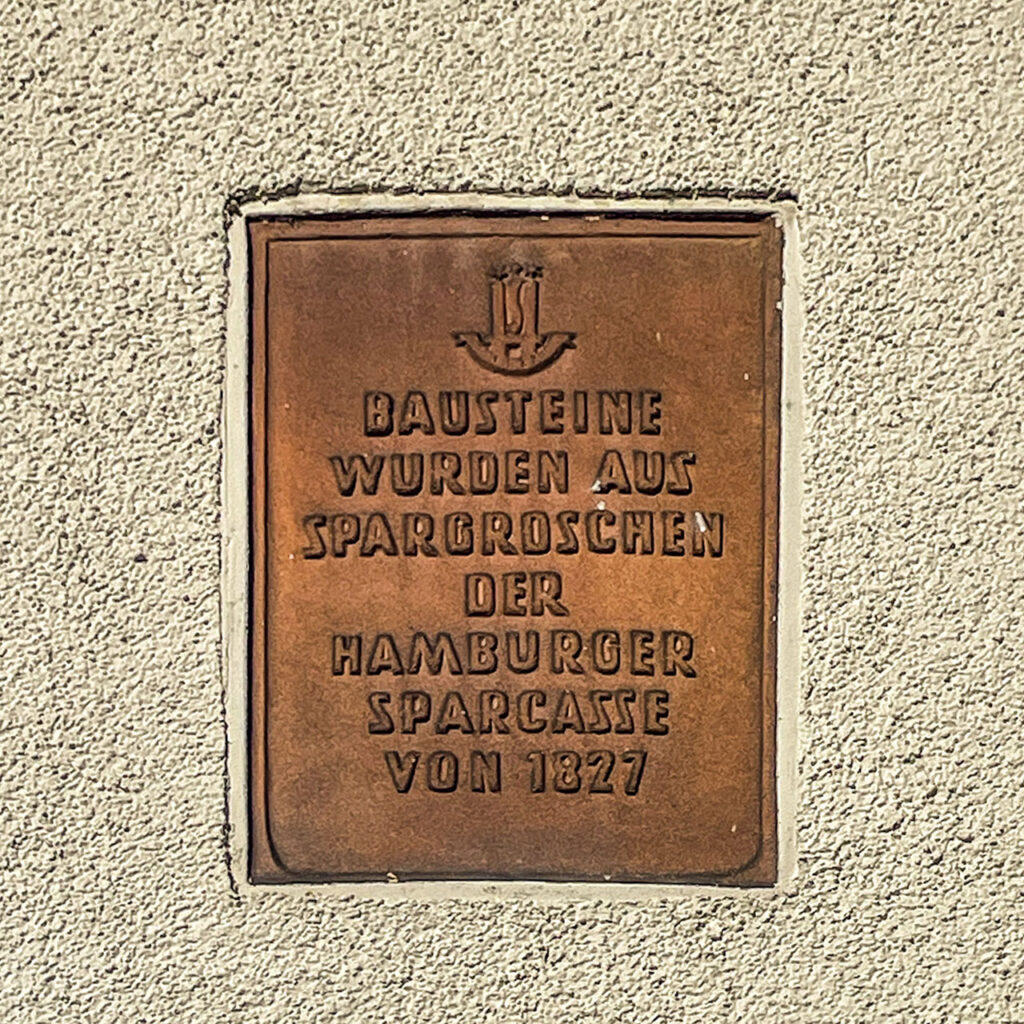 BAUSTEINE
WURDEN AUS
SPARGROSCHEN
DER
HAMBURGER
SPARCASSE
VON 1827